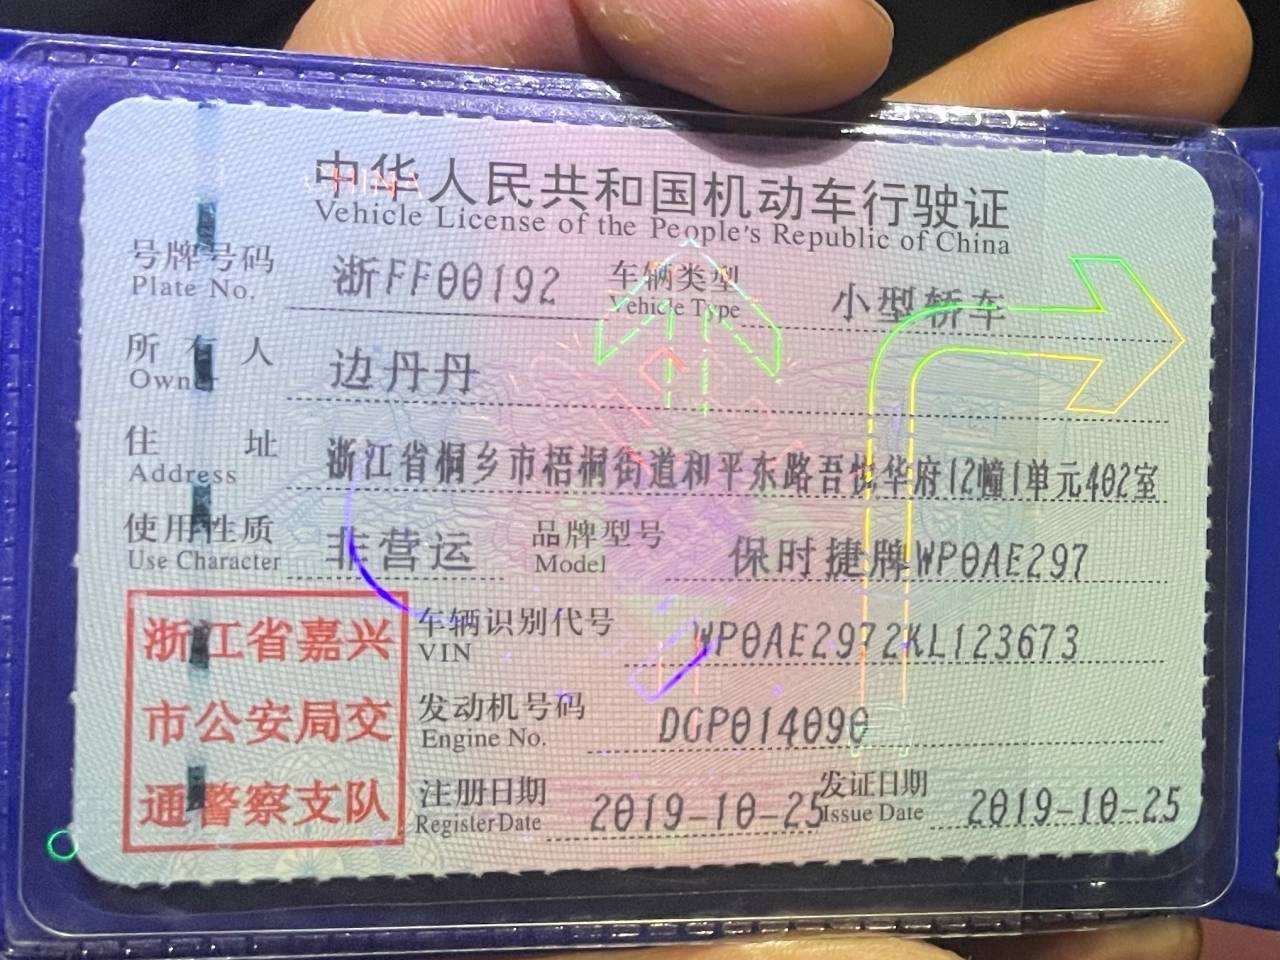 中华人民共和国机动车行驶证
Vehicle License of the People's Republic of China
号牌号码 浙FF00192 车辆类型 小型轿车
Plate No. Vehicle Type
所有人 边丹丹
Owner
住址 浙江省桐乡市梧桐街道和平东路吾悦华府12幢1单元402室
Address
使用性质 非营运 品牌型号 保时捷牌WP0AE297
Use Character Model
浙江省嘉兴
市公安局交
通警察支队
车辆识别代号 WP0AE2972KL123673
VIN
发动机号码 DGP014090
Engine No.
注册日期 2019-10-25 发证日期 2019-10-25
Register Date Issue Date